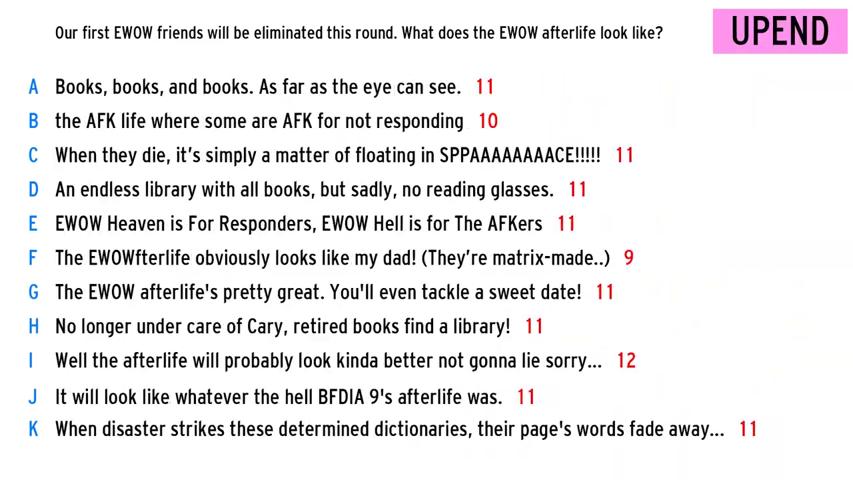 Our first EWOW friends will be eliminated this round. What does the EWOW afterlife look like?
UPEND
A Books, books, and books. As far as the eye can see. 11
B the AFK life where some are AFK for not responding 10
C When they die, it’s simply a matter of floating in SPPAAAAAAAACE!!!!! 11
D An endless library with all books, but sadly, no reading glasses. 11
E EWOW Heaven is For Responders, EWOW Hell is for The AFKers 11
F The EWOWfterlife obviously looks like my dad! (They’re matrix-made..) 9
G The EWOW afterlife's pretty great. You'll even tackle a sweet date! 11
H No longer under care of Cary, retired books find a library! 11
I Well the afterlife will probably look kinda better not gonna lie sorry... 12
J It will look like whatever the hell BFDIA 9's afterlife was. 11
K When disaster strikes these determined dictionaries, their page's words fade away... 11